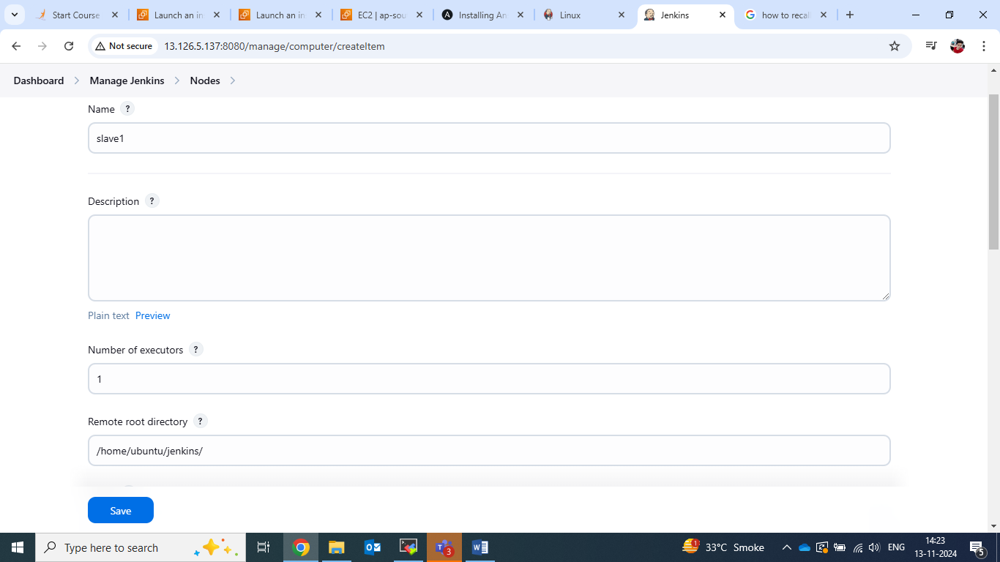 Start Course
Launch an in
Launch an in
EC2 | ap-sou
Installing An
Linux
Jenkins
how to recal
Not secure
13.126.5.137:8080/manage/computer/createItem
Dashboard
Manage Jenkins
Nodes
Name ?
slave1
Description ?
Plain text Preview
Number of executors ?
1
Remote root directory ?
/home/ubuntu/jenkins/
Save
Type here to search
3
1
33°C Smoke
ENG
14:23
13-11-2024
5